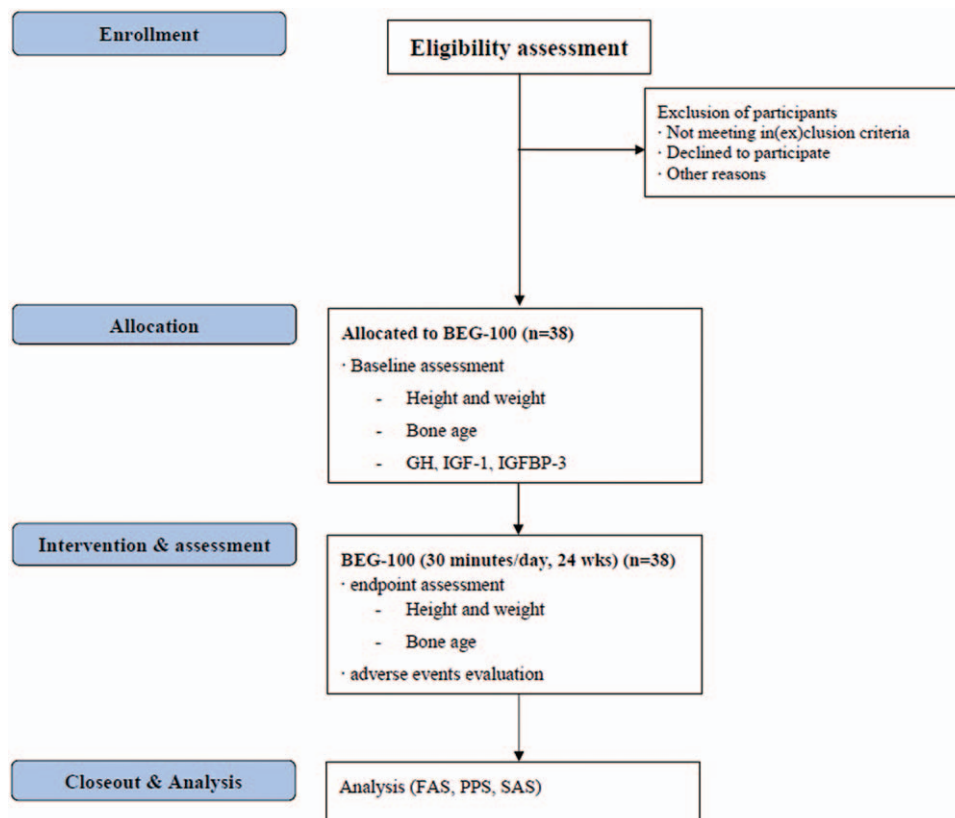 Enrollment
Eligibility assessment
Exclusion of participants
· Not meeting in(ex)clusion criteria
· Declined to participate
· Other reasons
Allocation
Allocated to BEG-100 (n=38)
· Baseline assessment
- Height and weight
- Bone age
- GH, IGF-1, IGFBP-3
Intervention & assessment
BEG-100 (30 minutes/day, 24 wks) (n=38)
· endpoint assessment
- Height and weight
- Bone age
· adverse events evaluation
Closeout & Analysis
Analysis (FAS, PPS, SAS)